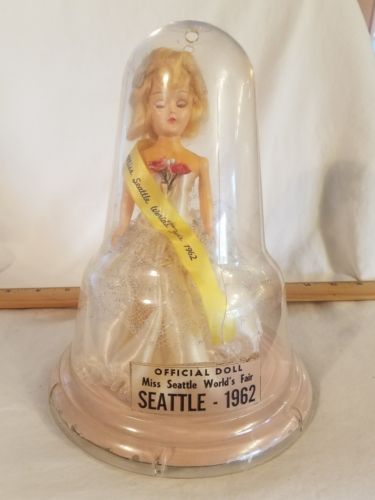 Miss Seattle World's Fair 1962
OFFICIAL DOLL
Miss Seattle World's Fair
SEATTLE - 1962